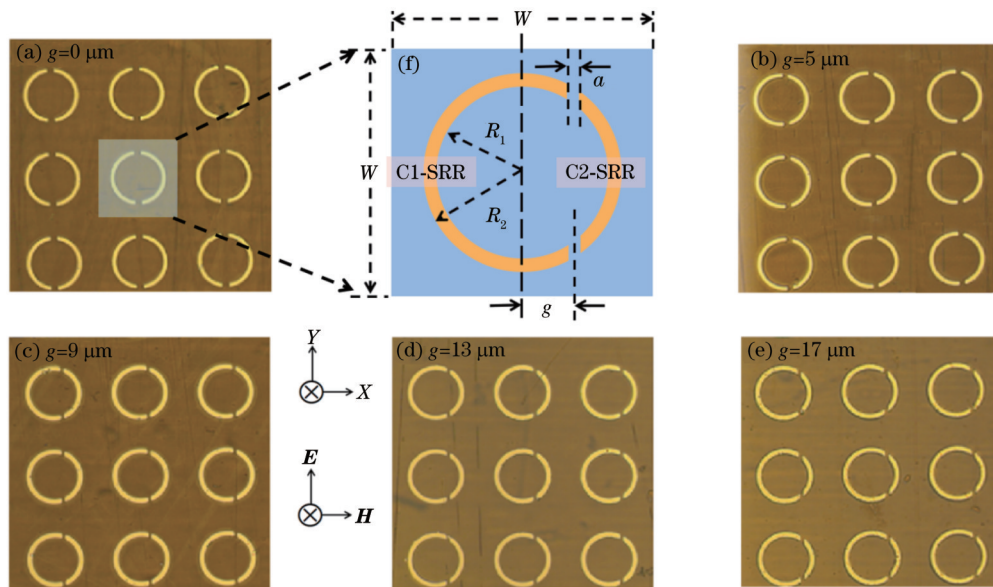 (a) g=0 μm
W
(f)
a
R₁
W
C1-SRR
C2-SRR
R₂
g
(b) g=5 μm
(c) g=9 μm
Y
X
E
H
(d) g=13 μm
(e) g=17 μm